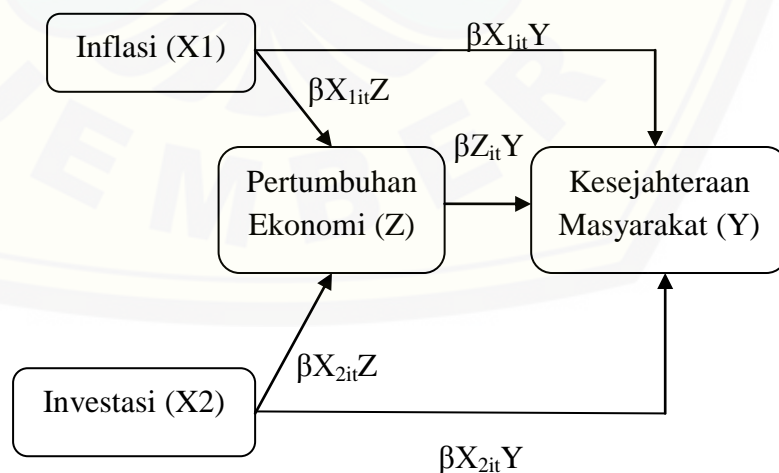 Inflasi (X1)
βX₁ᵢₜY
βX₁ᵢₜZ
βZᵢₜY
Pertumbuhan
Ekonomi (Z)
Kesejahteraan
Masyarakat (Y)
βX₂ᵢₜZ
Investasi (X2)
βX₂ᵢₜY